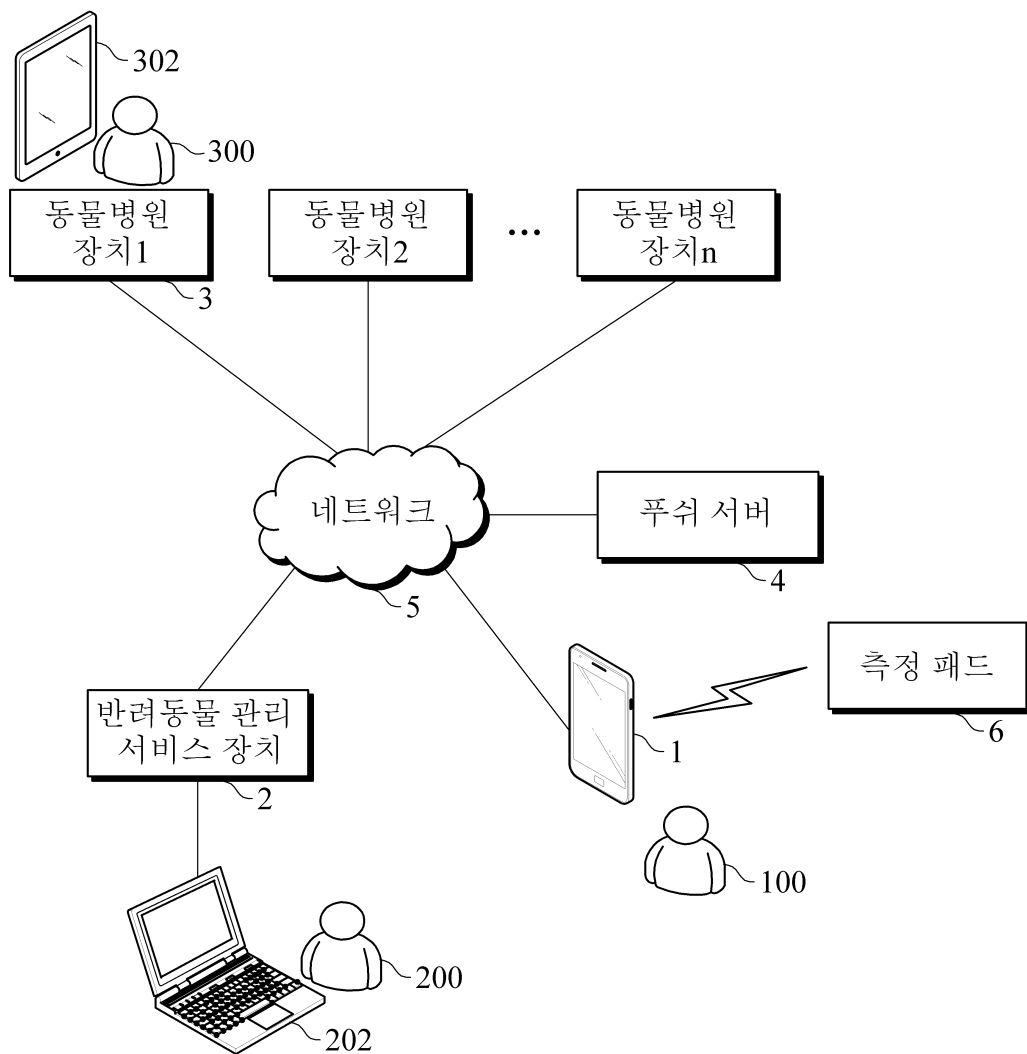 302
300
동물병원
장치1
동물병원
장치2
...
동물병원
장치n
3
네트워크
푸쉬 서버
4
5
측정 패드
6
반려동물 관리
서비스 장치
1
2
100
200
202